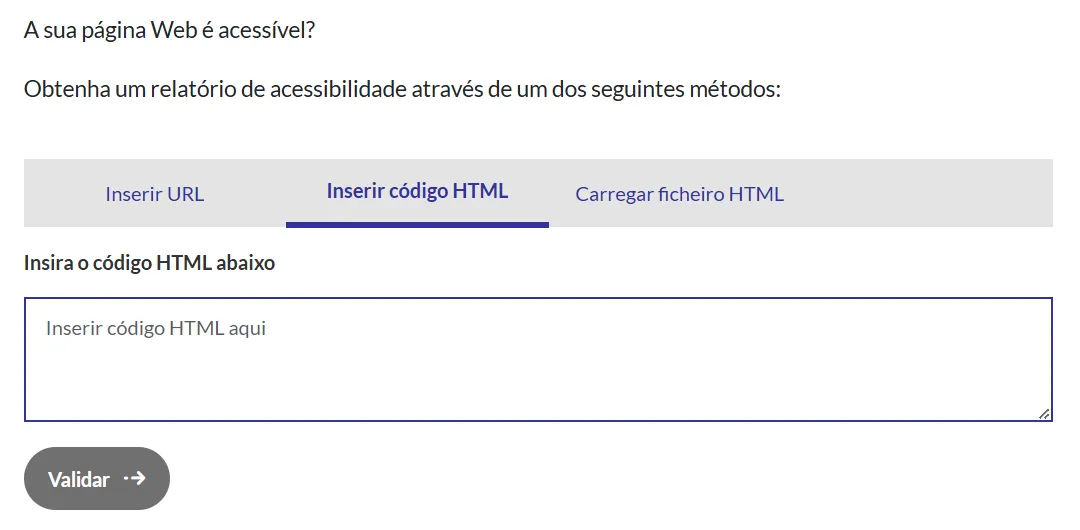 A sua página Web é acessível?
Obtenha um relatório de acessibilidade através de um dos seguintes métodos:
Inserir URL
Inserir código HTML
Carregar ficheiro HTML
Insira o código HTML abaixo
Inserir código HTML aqui
Validar